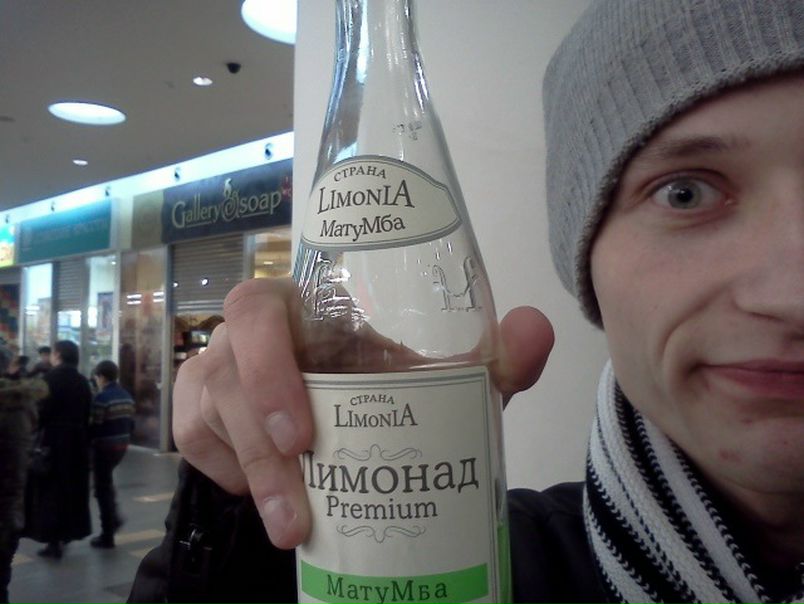 Gallery & soap
СТРАНА
LIMONIA
МатуМба
СТРАНА
LIMONIA
Лимонад
Premium
МатуМба